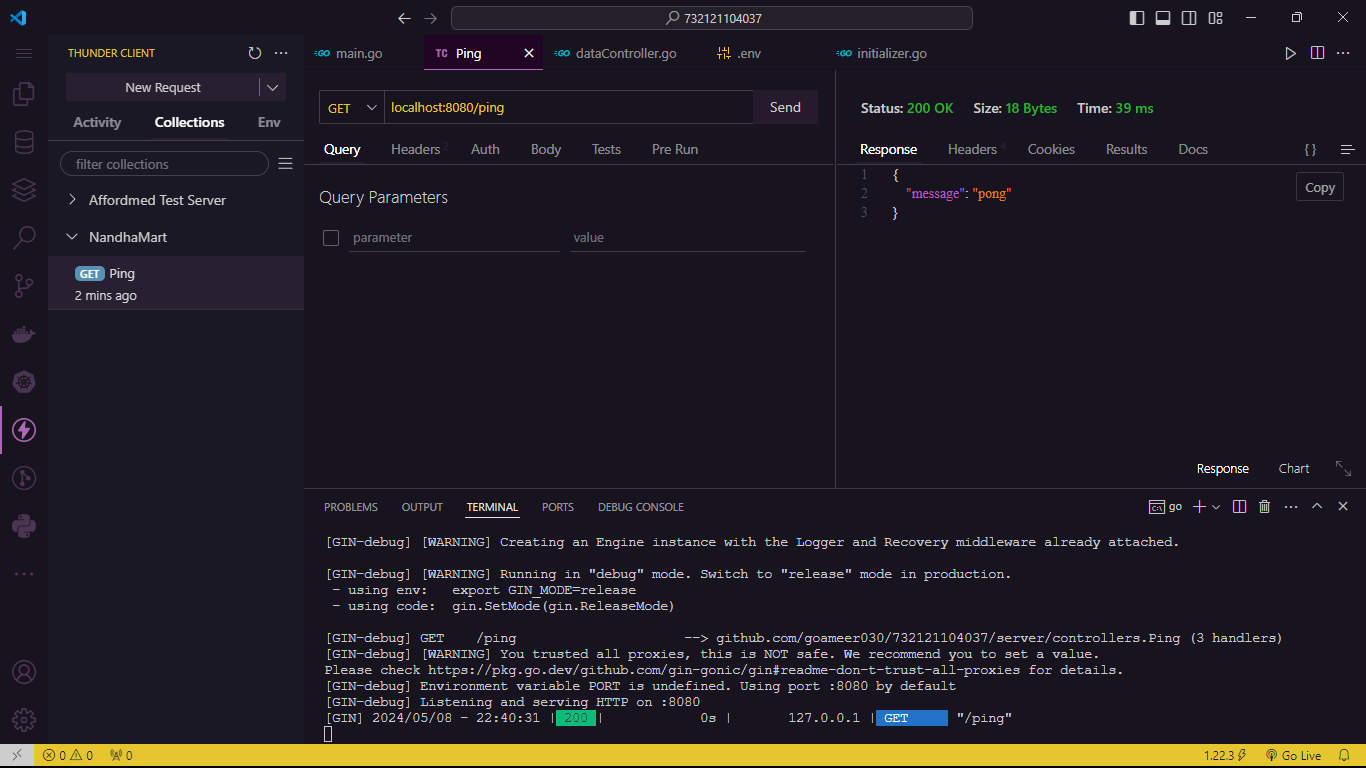 732121104037
THUNDER CLIENT
New Request
Activity Collections Env
filter collections
Affordmed Test Server
NandhaMart
GET Ping
2 mins ago
main.go TC Ping dataController.go .env initializer.go
GET localhost:8080/ping Send
Query Headers 2 Auth Body Tests Pre Run
Query Parameters
parameter value
Status: 200 OK Size: 18 Bytes Time: 39 ms
Response Headers 4 Cookies Results Docs { }
1 {
2 "message": "pong"
3 }
Copy
Response Chart
PROBLEMS OUTPUT TERMINAL PORTS DEBUG CONSOLE go
[GIN-debug] [WARNING] Creating an Engine instance with the Logger and Recovery middleware already attached.
[GIN-debug] [WARNING] Running in "debug" mode. Switch to "release" mode in production.
- using env: export GIN_MODE=release
- using code: gin.SetMode(gin.ReleaseMode)
[GIN-debug] GET /ping --> github.com/goameer030/732121104037/server/controllers.Ping (3 handlers)
[GIN-debug] [WARNING] You trusted all proxies, this is NOT safe. We recommend you to set a value.
Please check https://pkg.go.dev/github.com/gin-gonic/gin#readme-don-t-trust-all-proxies for details.
[GIN-debug] Environment variable PORT is undefined. Using port :8080 by default
[GIN-debug] Listening and serving HTTP on :8080
[GIN] 2024/05/08 - 22:40:31 | 200 | 0s | 127.0.0.1 | GET "/ping"
0 0 0 1.22.3 Go Live